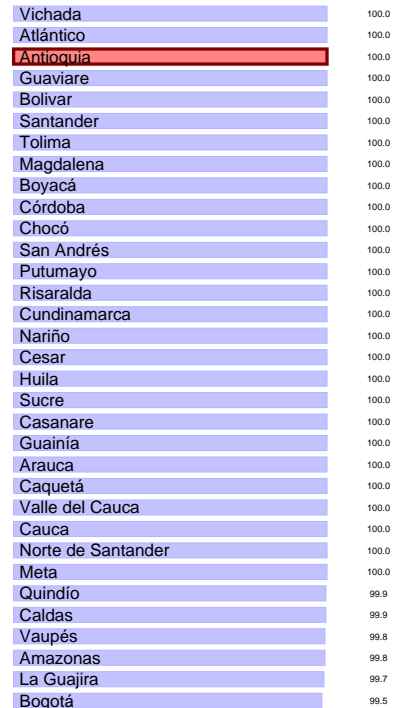 Vichada 100.0
Atlántico 100.0
Antioquia 100.0
Guaviare 100.0
Bolivar 100.0
Santander 100.0
Tolima 100.0
Magdalena 100.0
Boyacá 100.0
Córdoba 100.0
Chocó 100.0
San Andrés 100.0
Putumayo 100.0
Risaralda 100.0
Cundinamarca 100.0
Nariño 100.0
Cesar 100.0
Huila 100.0
Sucre 100.0
Casanare 100.0
Guainía 100.0
Arauca 100.0
Caquetá 100.0
Valle del Cauca 100.0
Cauca 100.0
Norte de Santander 100.0
Meta 100.0
Quindío 99.9
Caldas 99.9
Vaupés 99.8
Amazonas 99.8
La Guajira 99.7
Bogotá 99.5